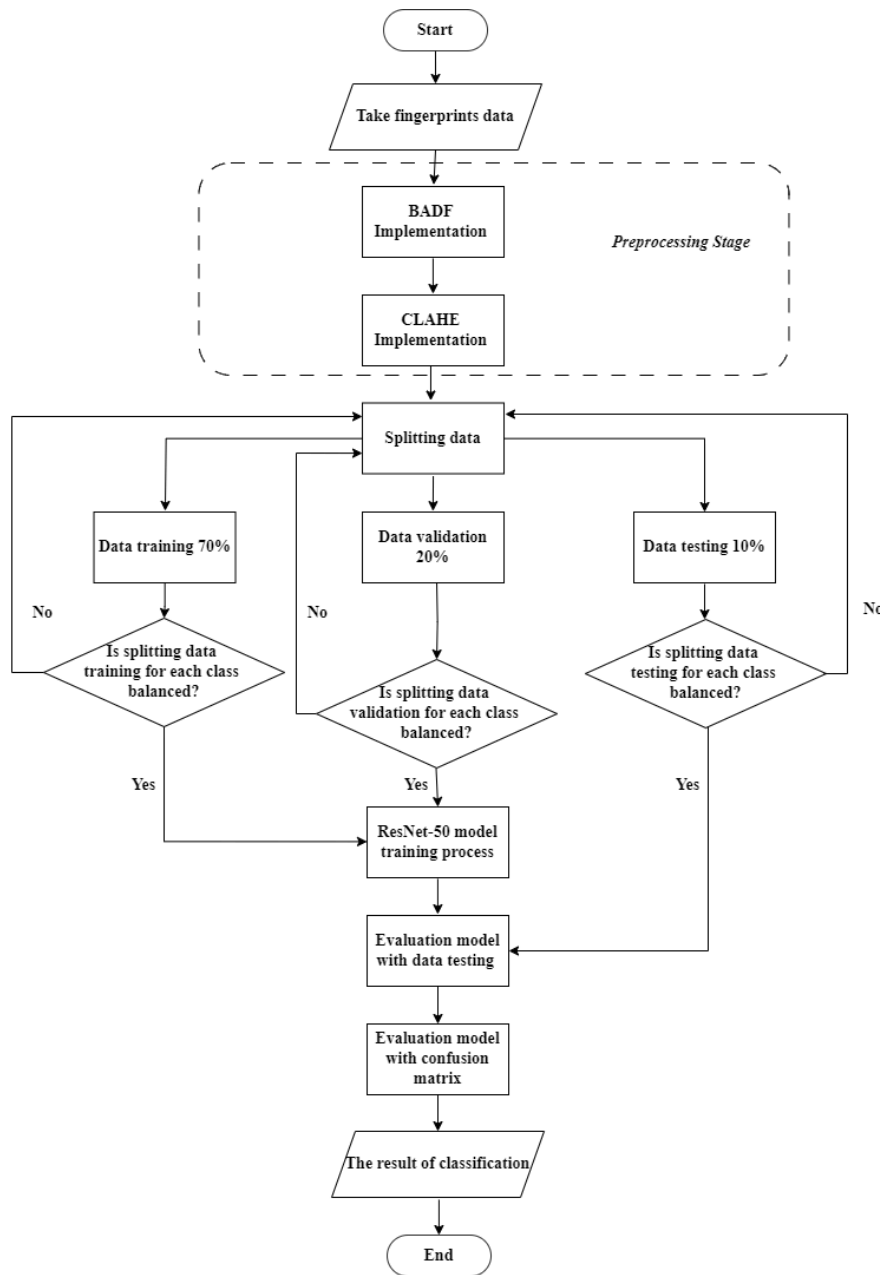 Start
Take fingerprints data
BADF
Implementation
Preprocessing Stage
CLAHE
Implementation
Splitting data
Data training 70%
Data validation
20%
Data testing 10%
No
Is splitting data
training for each class
balanced?
No
Is splitting data
validation for each class
balanced?
Is splitting data
testing for each class
balanced?
No
Yes
Yes
Yes
ResNet-50 model
training process
Evaluation model
with data testing
Evaluation model
with confusion
matrix
The result of classification
End